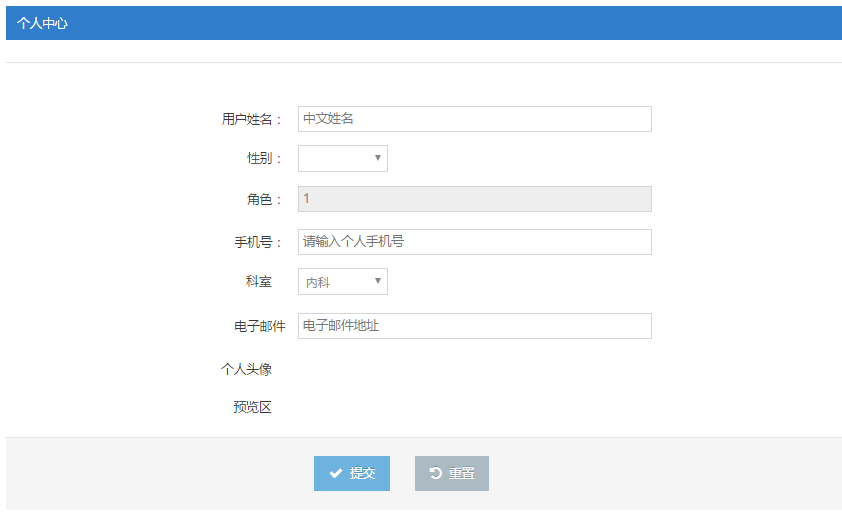 个人中心
用户姓名： 中文姓名
性别：
角色： 1
手机号： 请输入个人手机号
科室 内科
电子邮件 电子邮件地址
个人头像
预览区
提交 重置